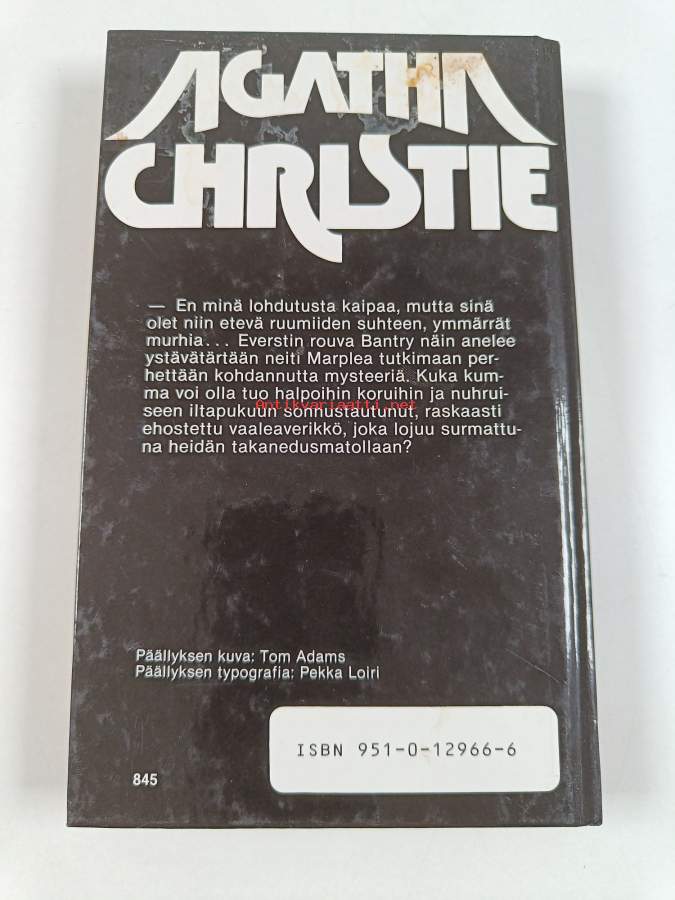 AGATHA
CHRISTIE
— En minä lohdutusta kaipaa, mutta sinä
olet niin etevä ruumiiden suhteen, ymmärrät
murhia... Everstin rouva Bantry näin anelee
ystävätärtään neiti Marplea tutkimaan per-
hettään kohdannutta mysteeriä. Kuka kum-
ma voi olla tuo halpoihin koruihin ja nuhrui-
Antikvariaatti.net
seen iltapukuun sonnustautunut, raskaasti
ehostettu vaaleaverikkö, joka lojuu surmattu-
na heidän takanedusmatollaan?
Päällyksen kuva: Tom Adams
Päällyksen typografia: Pekka Loiri
ISBN 951-0-12966-6
845